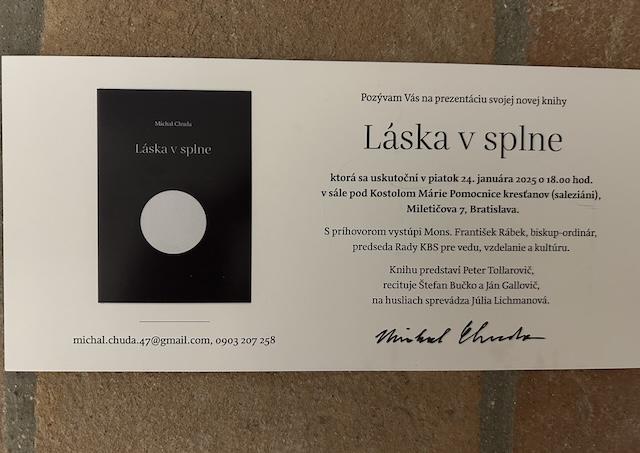 Michal Chuda
Láska v splne
michal.chuda.47@gmail.com, 0903 207 258
Pozývam Vás na prezentáciu svojej novej knihy
Láska v splne
ktorá sa uskutoční v piatok 24. januára 2025 o 18.00 hod.
v sále pod Kostolom Márie Pomocnice kresťanov (saleziáni),
Miletičova 7, Bratislava.
S príhovorom vystúpi Mons. František Rábek, biskup-ordinár,
predseda Rady KBS pre vedu, vzdelanie a kultúru.
Knihu predstaví Peter Tollarovič,
recituje Štefan Bučko a Ján Gallovič,
na husliach sprevádza Júlia Lichmanová.
Michal Chuda